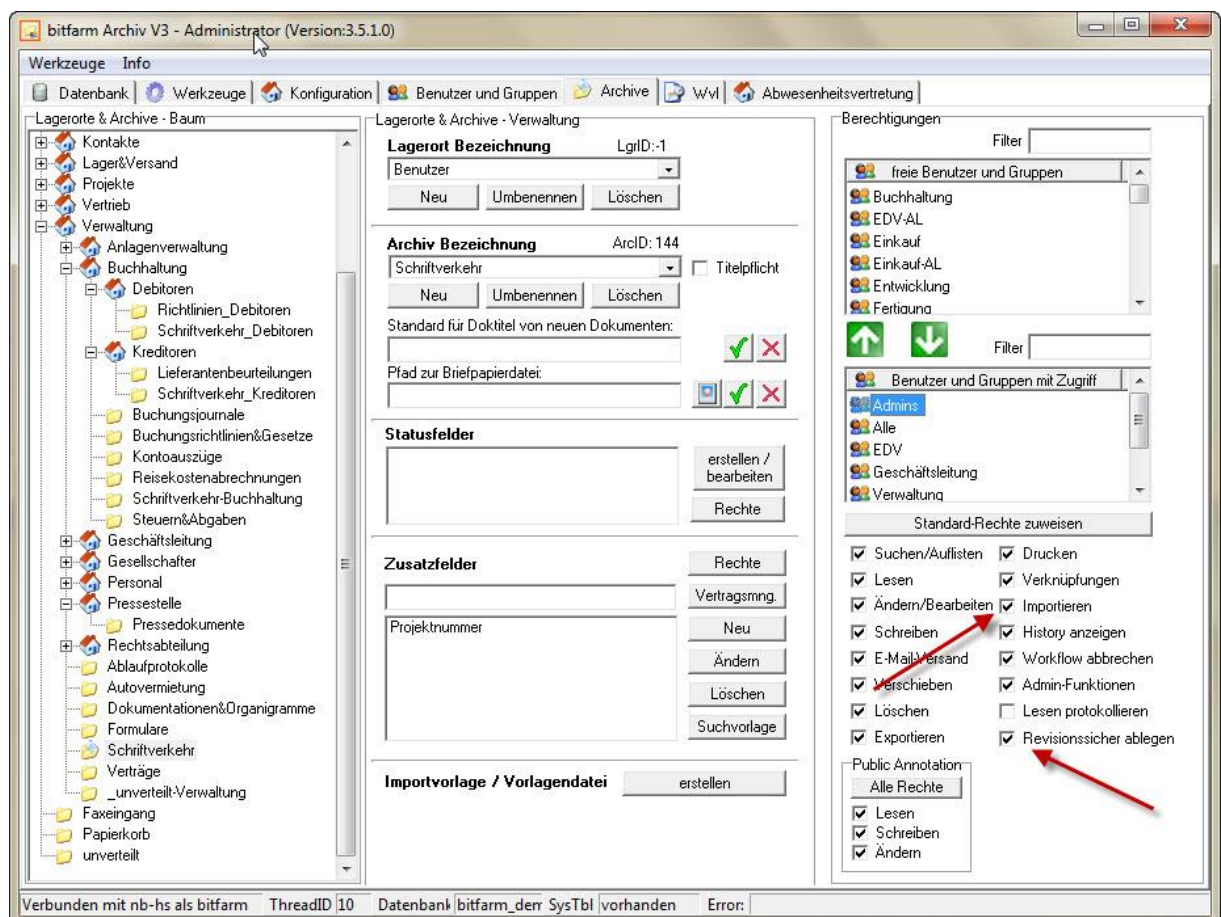 bitfarm Archiv V3 - Administrator (Version:3.5.1.0)
Werkzeuge Info
Datenbank Werkzeuge Konfiguration Benutzer und Gruppen Archive Wvl Abwesenheitsvertretung
Lagerorte & Archive - Baum
Kontakte
Lager&Versand
Projekte
Vertrieb
Verwaltung
Anlagenverwaltung
Buchhaltung
Debitoren
Richtlinien_Debitoren
Schriftverkehr_Debitoren
Kreditoren
Lieferantenbeurteilungen
Schriftverkehr_Kreditoren
Buchungsjournale
Buchungsrichtlinien&Gesetze
Kontoauszüge
Reisekostenabrechnungen
Schriftverkehr-Buchhaltung
Steuern&Abgaben
Geschäftsleitung
Gesellschafter
Personal
Pressestelle
Pressedokumente
Rechtsabteilung
Ablaufprotokolle
Autovermietung
Dokumentationen&Organigramme
Formulare
Schriftverkehr
Verträge
_unverteilt-Verwaltung
Faxeingang
Papierkorb
unverteilt
Lagerorte & Archive - Verwaltung
Lagerort Bezeichnung LgrID:-1
Benutzer
Neu Umbenennen Löschen
Archiv Bezeichnung ArcID: 144
Schriftverkehr Titelpflicht
Neu Umbenennen Löschen
Standard für Doktitel von neuen Dokumenten:
Pfad zur Briefpapierdatei:
Statusfelder
erstellen /
bearbeiten
Rechte
Zusatzfelder Rechte
Vertragsmng.
Projektnummer Neu
Ändern
Löschen
Suchvorlage
Importvorlage / Vorlagendatei erstellen
Berechtigungen
Filter
freie Benutzer und Gruppen
Buchhaltung
EDV-AL
Einkauf
Einkauf-AL
Entwicklung
Fertigung
Filter
Benutzer und Gruppen mit Zugriff
Admins
Alle
EDV
Geschäftsleitung
Verwaltung
Standard-Rechte zuweisen
Suchen/Auflisten Drucken
Lesen Verknüpfungen
Ändern/Bearbeiten Importieren
Schreiben History anzeigen
E-Mail-Versand Workflow abbrechen
Verschieben Admin-Funktionen
Löschen Lesen protokollieren
Exportieren Revisionssicher ablegen
Public Annotation
Alle Rechte
Lesen
Schreiben
Ändern
Verbunden mit nb-hs als bitfarm ThreadID 10 Datenbank bitfarm_dem SysTbl vorhanden Error: